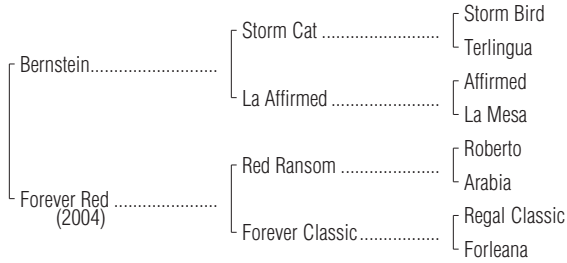 Storm Bird
Storm Cat ........................
Terlingua
Bernstein..........................
Affirmed
La Affirmed ......................
La Mesa
Roberto
Red Ransom ....................
Arabia
Forever Red .....................
(2004)
Regal Classic
Forever Classic................
Forleana